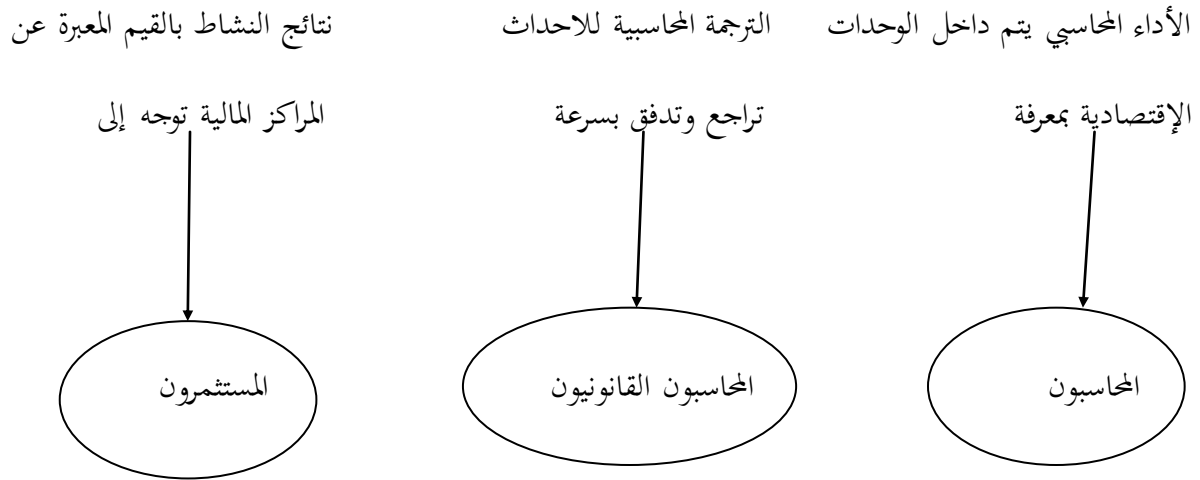 الأداء المحاسبي يتم داخل الوحدات
الإقتصادية بمعرفة
المحاسبون
الترجمة المحاسبية للاحداث
تراجع وتدفق بسرعة
المحاسبون القانونيون
نتائج النشاط بالقيم المعبرة عن
المراكز المالية توجه إلى
المستثمرون